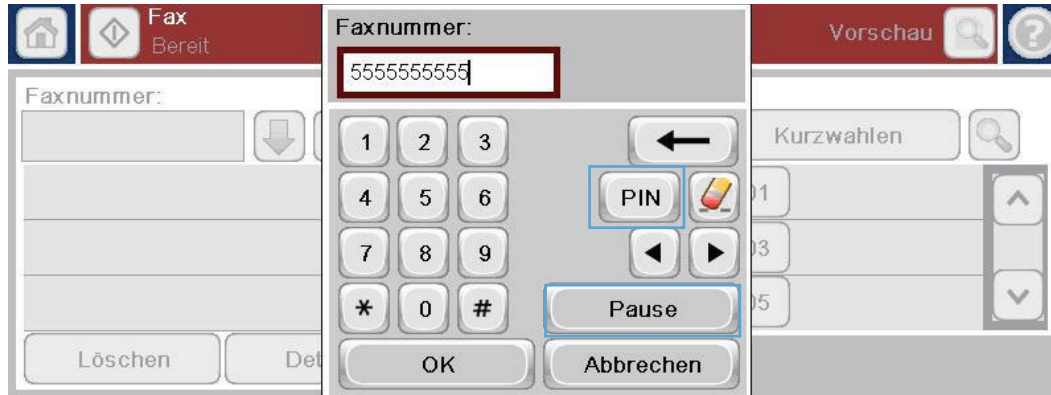 Fax
Bereit
Vorschau
Faxnummer:
Kurzwahlen
Löschen
Faxnummer:
5555555555
1 2 3
4 5 6 PIN
7 8 9
* 0 # Pause
OK Abbrechen